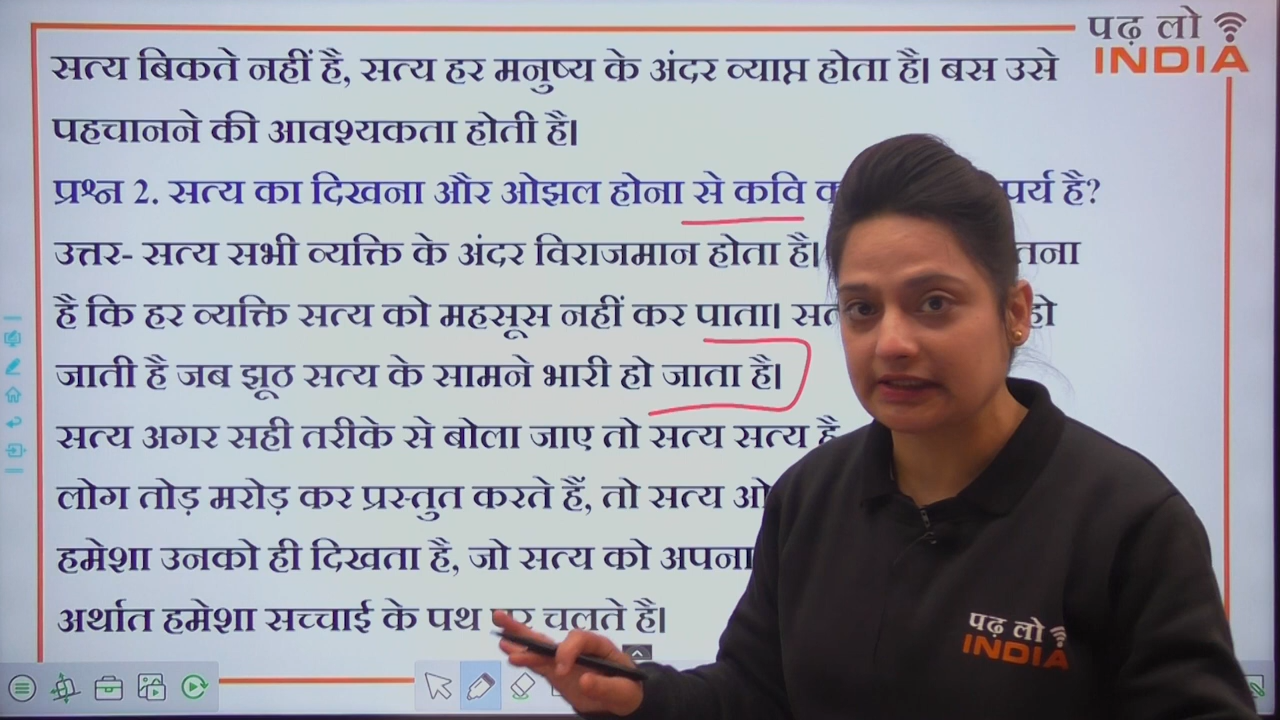 पढ़ लो
INDIA
सत्य बिकते नहीं है, सत्य हर मनुष्य के अंदर व्याप्त होता है। बस उसे
पहचानने की आवश्यकता होती है।
प्रश्न 2. सत्य का दिखना और ओझल होना से कवि है?
उत्तर- सत्य सभी व्यक्ति के अंदर विराजमान होता है।
है कि हर व्यक्ति सत्य को महसूस नहीं कर पाता। हो
जाती है जब झूठ सत्य के सामने भारी हो जाता है।
सत्य अगर सही तरीके से बोला जाए तो सत्य सत्य है
लोग तोड़ मरोड़ कर प्रस्तुत करते हैं, तो सत्य
हमेशा उनको ही दिखता है, जो सत्य को
अर्थात हमेशा सच्चाई के पथ पर चलते है।
पढ़ लो
INDIA